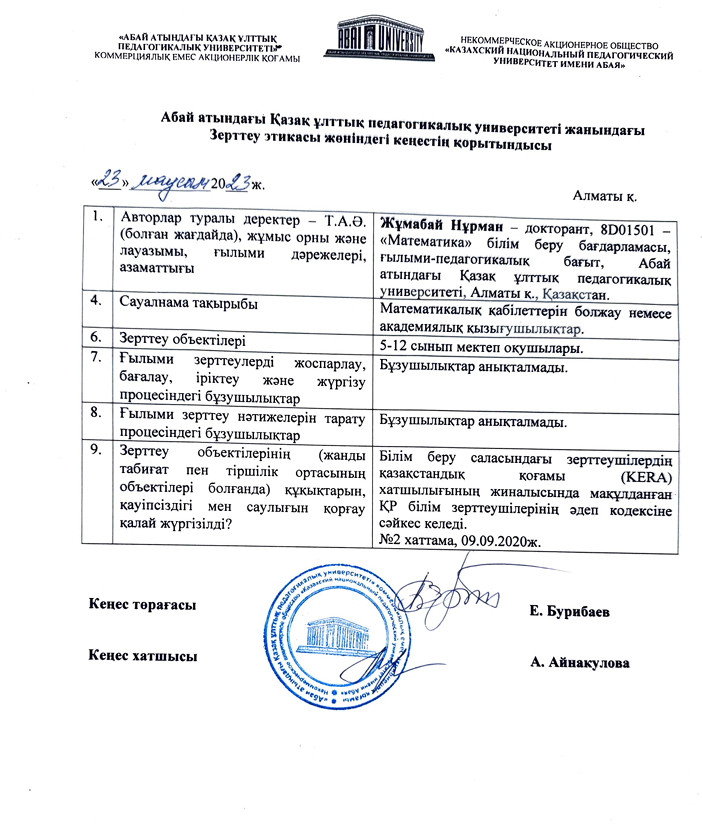 «АБАЙ АТЫНДАҒЫ ҚАЗАҚ ҰЛТТЫҚ
ПЕДАГОГИКАЛЫҚ УНИВЕРСИТЕТІ»
КОММЕРЦИЯЛЫҚ ЕМЕС АКЦИОНЕРЛІК ҚОҒАМЫ
ABAI UNIVERSITY
НЕКОММЕРЧЕСКОЕ АКЦИОНЕРНОЕ ОБЩЕСТВО
«КАЗАХСКИЙ НАЦИОНАЛЬНЫЙ ПЕДАГОГИЧЕСКИЙ
УНИВЕРСИТЕТ ИМЕНИ АБАЯ»
Абай атындағы Қазақ ұлттық педагогикалық университеті жанындағы
Зерттеу этикасы жөніндегі кеңестің қорытындысы
«23» маусым 2023 ж.
Алматы қ.
1.
Авторлар туралы деректер – Т.А.Ә.
(болған жағдайда), жұмыс орны және
лауазымы, ғылыми дәрежелері,
азаматтығы
Жұмабай Нұрман – докторант, 8D01501 –
«Математика» білім беру бағдарламасы,
ғылыми-педагогикалық бағыт, Абай
атындағы Қазақ ұлттық педагогикалық
университеті, Алматы қ., Қазақстан.
4.
Сауалнама тақырыбы
Математикалық қабілеттерін болжау немесе
академиялық қызығушылықтар.
6.
Зерттеу объектілері
5-12 сынып мектеп оқушылары.
7.
Ғылыми зерттеулерді жоспарлау,
бағалау, іріктеу және жүргізу
процесіндегі бұзушылықтар
Бұзушылықтар анықталмады.
8.
Ғылыми зерттеу нәтижелерін тарату
процесіндегі бұзушылықтар
Бұзушылықтар анықталмады.
9.
Зерттеу объектілерінің (жанды
табиғат пен тіршілік ортасының
объектілері болғанда) құқықтарын,
қауіпсіздігі мен саулығын қорғау
қалай жүргізілді?
Білім беру саласындағы зерттеушілердің
қазақстандық қоғамы (KERA)
хатшылығының жиналысында мақұлданған
ҚР білім зерттеушілерінің әдеп кодексіне
сәйкес келеді.
№2 хаттама, 09.09.2020ж.
Кеңес төрағасы
Е. Бурибаев
Кеңес хатшысы
А. Айнакулова